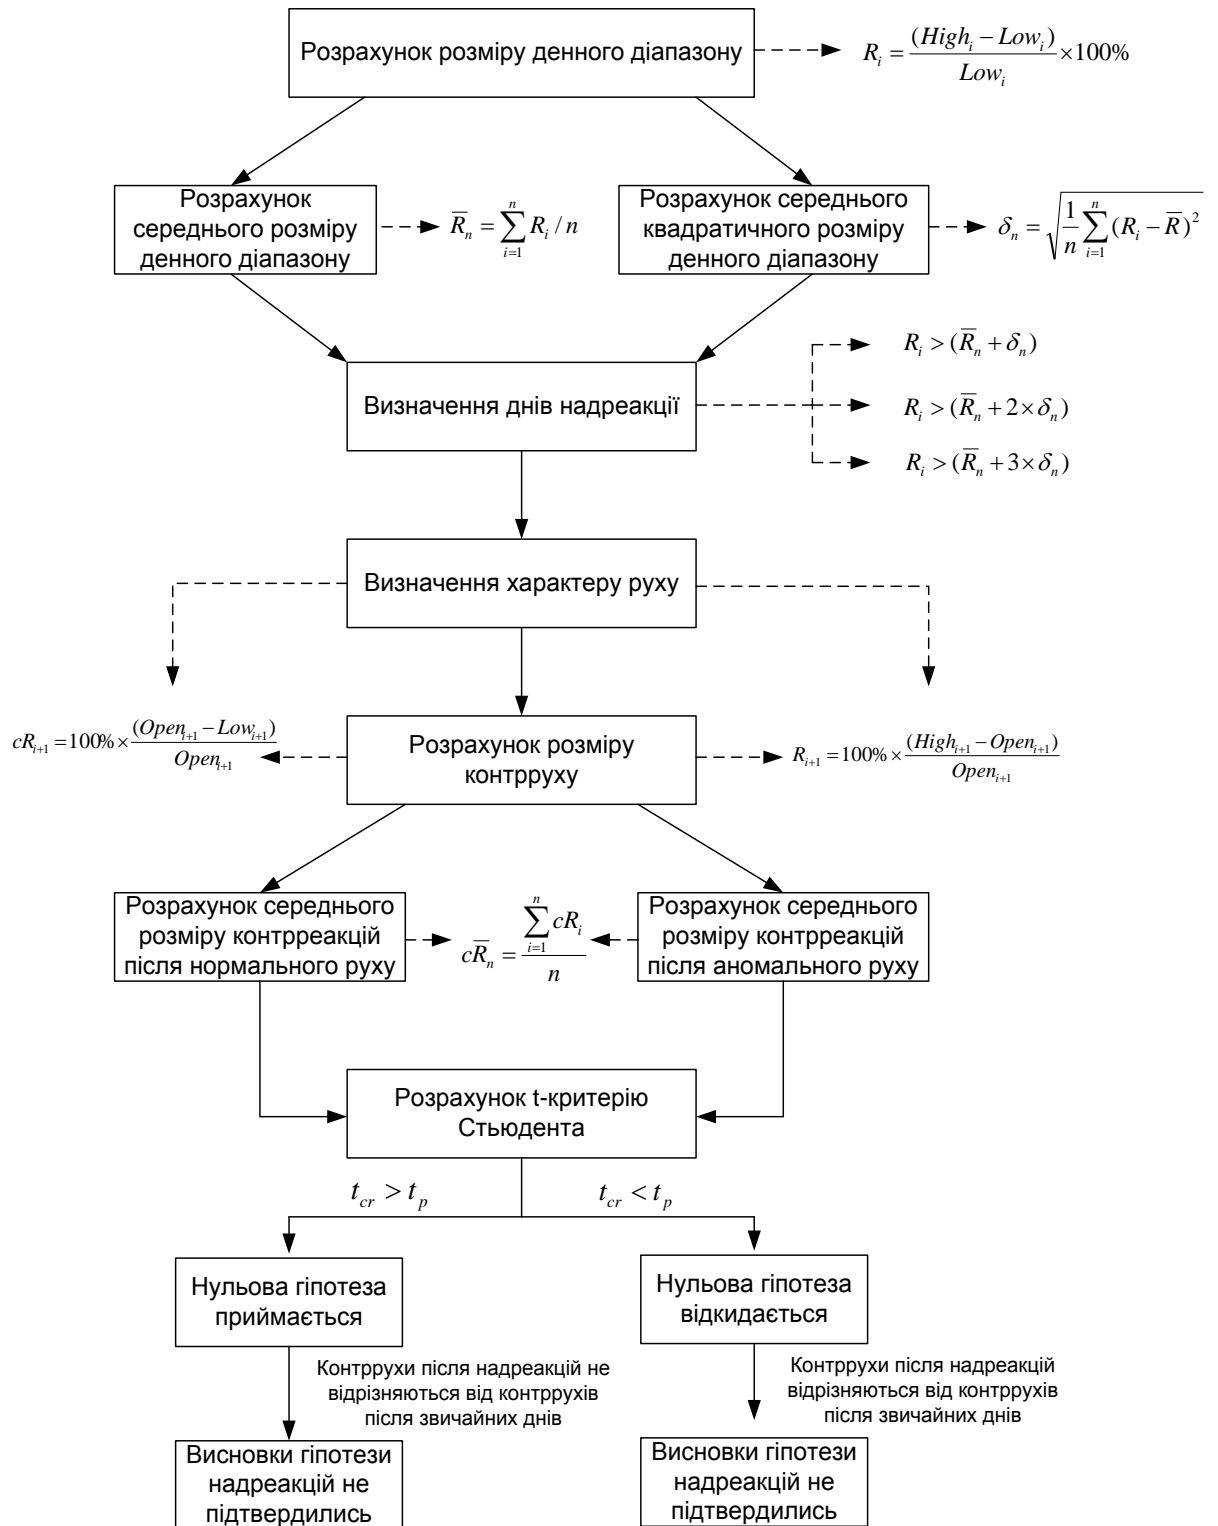 Розрахунок розміру денного діапазону
R_i = (High_i − Low_i) / Low_i × 100%
Розрахунок
середнього розміру
денного діапазону
R̅_n = ∑_{i=1}^{n} R_i / n
Розрахунок середнього
квадратичного розміру
денного діапазону
δ_n = √(1/n ∑_{i=1}^{n} (R_i − R̅)²)
Визначення днів надреакції
R_i > (R̅_n + δ_n)
R_i > (R̅_n + 2 × δ_n)
R_i > (R̅_n + 3 × δ_n)
Визначення характеру руху
cR_{i+1} = 100% × (Open_{i+1} − Low_{i+1}) / Open_{i+1}
Розрахунок розміру
контрруху
R_{i+1} = 100% × (High_{i+1} − Open_{i+1}) / Open_{i+1}
Розрахунок середнього
розміру контрреакцій
після нормального руху
cR̅_n = ∑_{i=1}^{n} cR_i / n
Розрахунок середнього
розміру контрреакцій
після аномального руху
Розрахунок t-критерію
Стьюдента
t_cr > t_p
t_cr < t_p
Нульова гіпотеза
приймається
Нульова гіпотеза
відкидається
Контррухи після надреакцій не
відрізняються від контррухів
після звичайних днів
Контррухи після надреакцій
відрізняються від контррухів
після звичайних днів
Висновки гіпотези
надреакцій не
підтвердились
Висновки гіпотези
надреакцій не
підтвердились